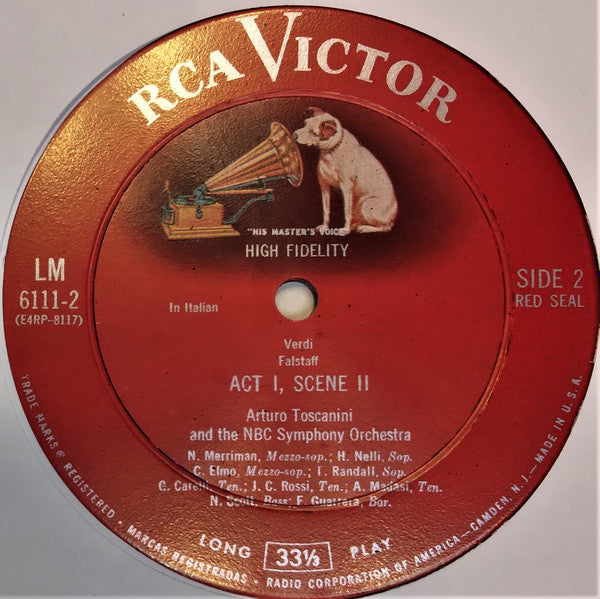 RCA VICTOR
"HIS MASTER'S VOICE"
HIGH FIDELITY
LM
6111-2
(E4RP-8117)
SIDE 2
RED SEAL
In Italian
Verdi
Falstaff
ACT I, SCENE II
Arturo Toscanini
and the NBC Symphony Orchestra
N. Merriman, Mezzo-sop.; H. Nelli, Sop.
C. Elmo, Mezzo-sop.; T. Randall, Sop.
G. Carelli, Ten.; J. C. Rossi, Ten.; A. Madasi, Ten.
N. Scott, Bass; F. Guarrera, Bar.
LONG 33⅓ PLAY
TRADE MARKS ® REGISTERED • MARCAS REGISTRADAS • RADIO CORPORATION OF AMERICA—CAMDEN, N. J.—MADE IN U.S.A.